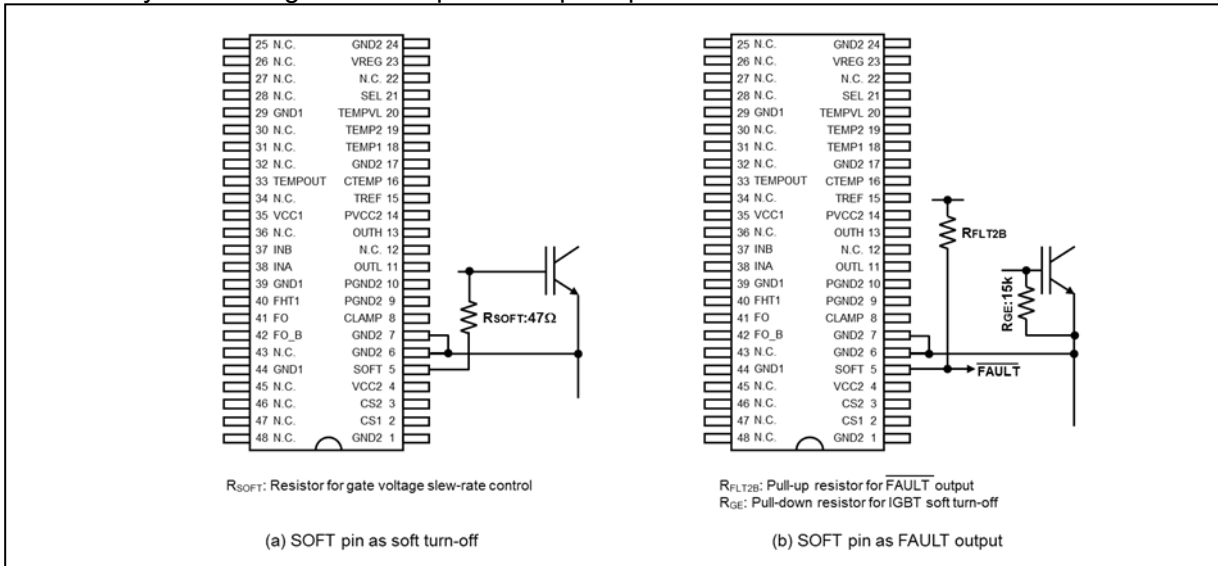 25 N.C. GND2 24
26 N.C. VREG 23
27 N.C. N.C. 22
28 N.C. SEL 21
29 GND1 TEMPVL 20
30 N.C. TEMP2 19
31 N.C. TEMP1 18
32 N.C. GND2 17
33 TEMPOUT CTEMP 16
34 N.C. TREF 15
35 VCC1 PVCC2 14
36 N.C. OUTH 13
37 INB N.C. 12
38 INA OUTL 11
39 GND1 PGND2 10
40 FHT1 PGND2 9
41 FO CLAMP 8
42 FO_B GND2 7
43 N.C. GND2 6
44 GND1 SOFT 5
45 N.C. VCC2 4
46 N.C. CS2 3
47 N.C. CS1 2
48 N.C. GND2 1
RSOFT:47Ω
RSOFT: Resistor for gate voltage slew-rate control
(a) SOFT pin as soft turn-off
25 N.C. GND2 24
26 N.C. VREG 23
27 N.C. N.C. 22
28 N.C. SEL 21
29 GND1 TEMPVL 20
30 N.C. TEMP2 19
31 N.C. TEMP1 18
32 N.C. GND2 17
33 TEMPOUT CTEMP 16
34 N.C. TREF 15
35 VCC1 PVCC2 14
36 N.C. OUTH 13
37 INB N.C. 12
38 INA OUTL 11
39 GND1 PGND2 10
40 FHT1 PGND2 9
41 FO CLAMP 8
42 FO_B GND2 7
43 N.C. GND2 6
44 GND1 SOFT 5
45 N.C. VCC2 4
46 N.C. CS2 3
47 N.C. CS1 2
48 N.C. GND2 1
RFLT2B
RGE:15k
FAULT
RFLT2B: Pull-up resistor for FAULT output
RGE: Pull-down resistor for IGBT soft turn-off
(b) SOFT pin as FAULT output